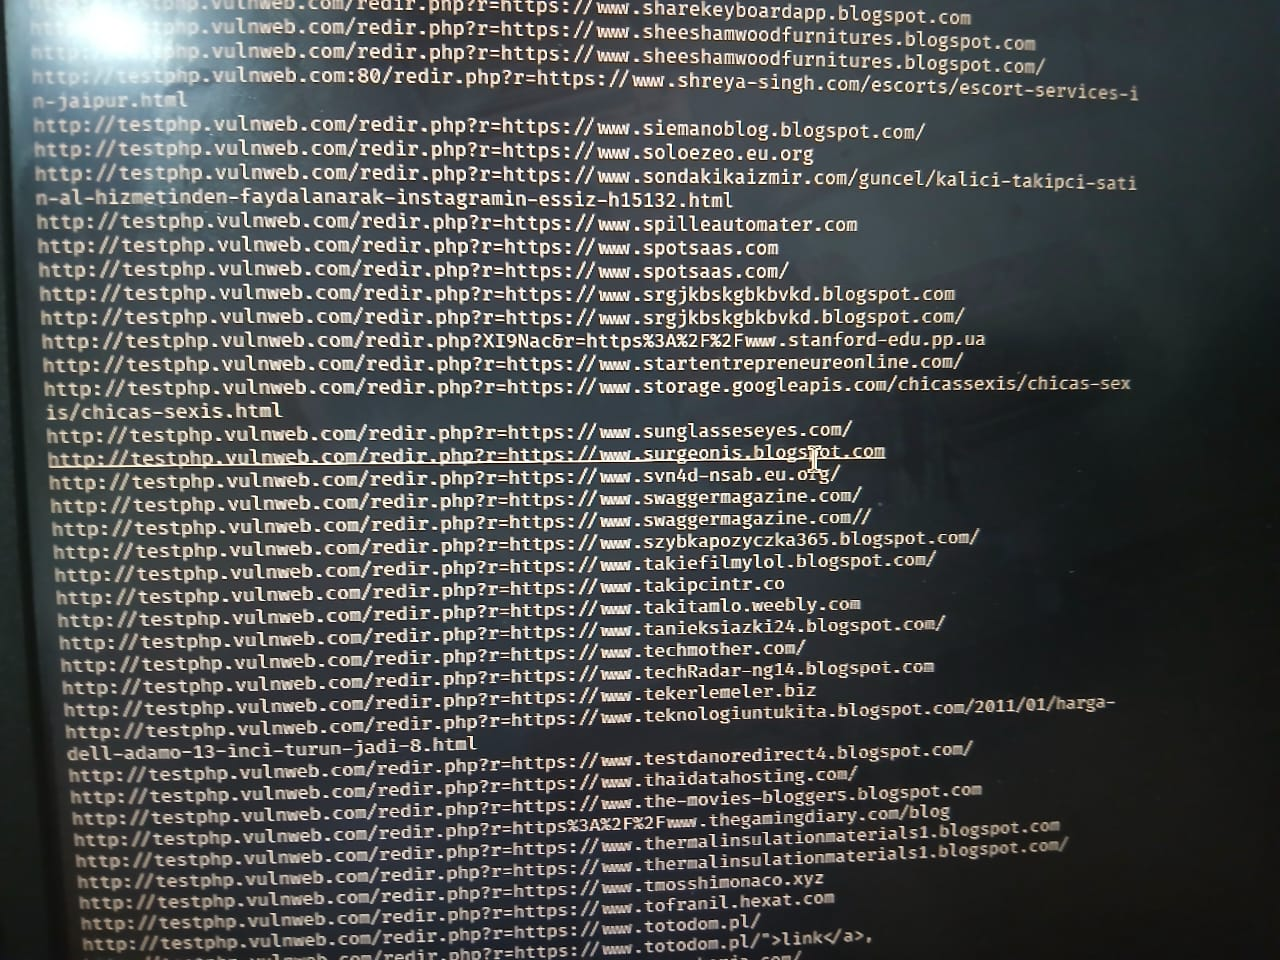 vulnweb.com/redir.php?r=https://www.sharekeyboardapp.blogspot.com
vulnweb.com/redir.php?r=https://www.sheeshamwoodfurnitures.blogspot.com
http://testphp.vulnweb.com/redir.php?r=https://www.sheeshamwoodfurnitures.blogspot.com/
http://testphp.vulnweb.com:80/redir.php?r=https://www.shreya-singh.com/escorts/escort-services-i
n-jaipur.html
http://testphp.vulnweb.com/redir.php?r=https://www.siemanoblog.blogspot.com/
http://testphp.vulnweb.com/redir.php?r=https://www.soloezeo.eu.org
http://testphp.vulnweb.com/redir.php?r=https://www.sondakikaizmir.com/guncel/kalici-takipci-sati
n-al-hizmetinden-faydalanarak-instagramin-essiz-h15132.html
http://testphp.vulnweb.com/redir.php?r=https://www.spilleautomater.com
http://testphp.vulnweb.com/redir.php?r=https://www.spotsaas.com
http://testphp.vulnweb.com/redir.php?r=https://www.spotsaas.com/
http://testphp.vulnweb.com/redir.php?r=https://www.srgjkbskgbkbvkd.blogspot.com
http://testphp.vulnweb.com/redir.php?r=https://www.srgjkbskgbkbvkd.blogspot.com/
http://testphp.vulnweb.com/redir.php?XI9Nac&r=https%3A%2F%2Fwww.stanford-edu.pp.ua
http://testphp.vulnweb.com/redir.php?r=https://www.startentrepreneureonline.com/
http://testphp.vulnweb.com/redir.php?r=https://www.storage.googleapis.com/chicassexis/chicas-sex
is/chicas-sexis.html
http://testphp.vulnweb.com/redir.php?r=https://www.sunglasseseyes.com/
http://testphp.vulnweb.com/redir.php?r=https://www.surgeonis.blogspot.com
http://testphp.vulnweb.com/redir.php?r=https://www.svn4d-nsab.eu.org/
http://testphp.vulnweb.com/redir.php?r=https://www.swaggermagazine.com/
http://testphp.vulnweb.com/redir.php?r=https://www.swaggermagazine.com//
http://testphp.vulnweb.com/redir.php?r=https://www.szybkapozyczka365.blogspot.com/
http://testphp.vulnweb.com/redir.php?r=https://www.takiefilmylol.blogspot.com/
http://testphp.vulnweb.com/redir.php?r=https://www.takipcintr.co
http://testphp.vulnweb.com/redir.php?r=https://www.takitamlo.weebly.com
http://testphp.vulnweb.com/redir.php?r=https://www.tanieksiazki24.blogspot.com/
http://testphp.vulnweb.com/redir.php?r=https://www.techmother.com/
http://testphp.vulnweb.com/redir.php?r=https://www.techRadar-ng14.blogspot.com
http://testphp.vulnweb.com/redir.php?r=https://www.tekerlemeler.biz
http://testphp.vulnweb.com/redir.php?r=https://www.teknologiuntukita.blogspot.com/2011/01/harga-
dell-adamo-13-inci-turun-jadi-8.html
http://testphp.vulnweb.com/redir.php?r=https://www.testdanoredirect4.blogspot.com/
http://testphp.vulnweb.com/redir.php?r=https://www.thaidatahosting.com/
http://testphp.vulnweb.com/redir.php?r=https://www.the-movies-bloggers.blogspot.com
http://testphp.vulnweb.com/redir.php?r=https%3A%2F%2Fwww.thegamingdiary.com/blog
http://testphp.vulnweb.com/redir.php?r=https://www.thermalinsulationmaterials1.blogspot.com
http://testphp.vulnweb.com/redir.php?r=https://www.thermalinsulationmaterials1.blogspot.com/
http://testphp.vulnweb.com/redir.php?r=https://www.tmosshimonaco.xyz
http://testphp.vulnweb.com/redir.php?r=https://www.tofranil.hexat.com
http://testphp.vulnweb.com/redir.php?r=https://www.totodom.pl/
http://testphp.vulnweb.com/redir.php?r=https://www.totodom.pl/">link</a>,